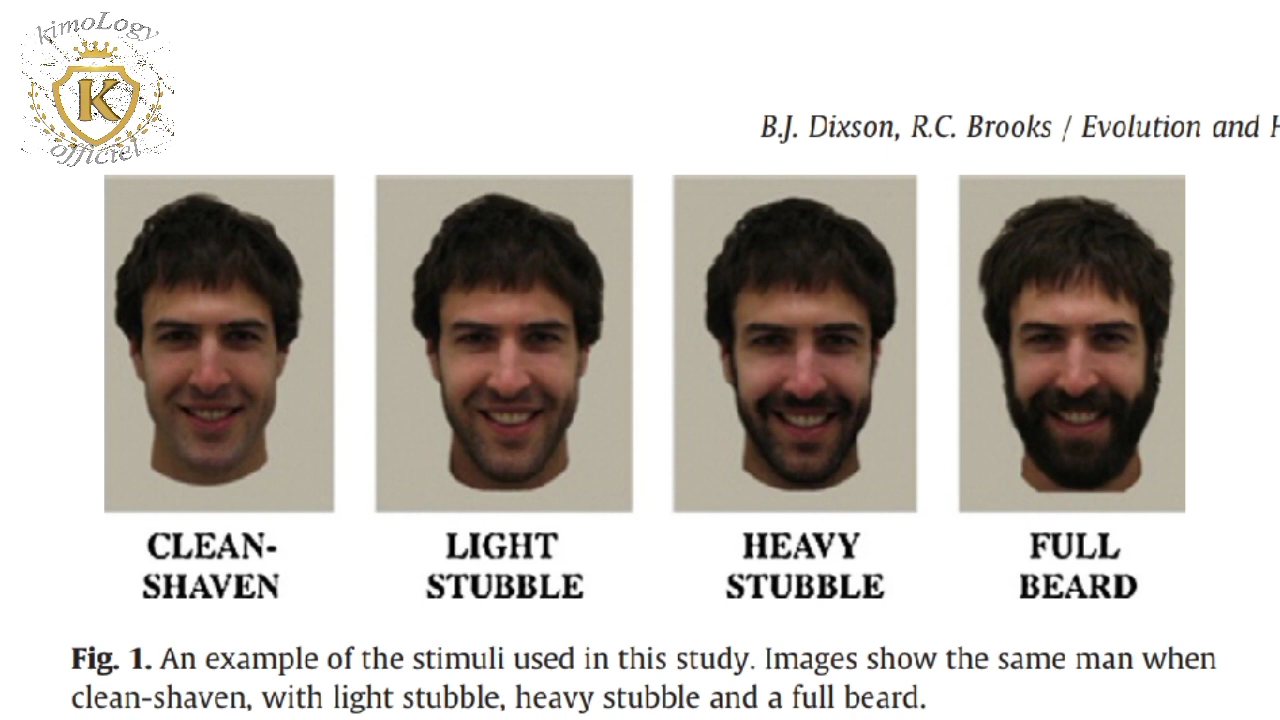 kimoLogy
K
officiel
B.J. Dixson, R.C. Brooks / Evolution and H
CLEAN-
SHAVEN
LIGHT
STUBBLE
HEAVY
STUBBLE
FULL
BEARD
Fig. 1. An example of the stimuli used in this study. Images show the same man when
clean-shaven, with light stubble, heavy stubble and a full beard.